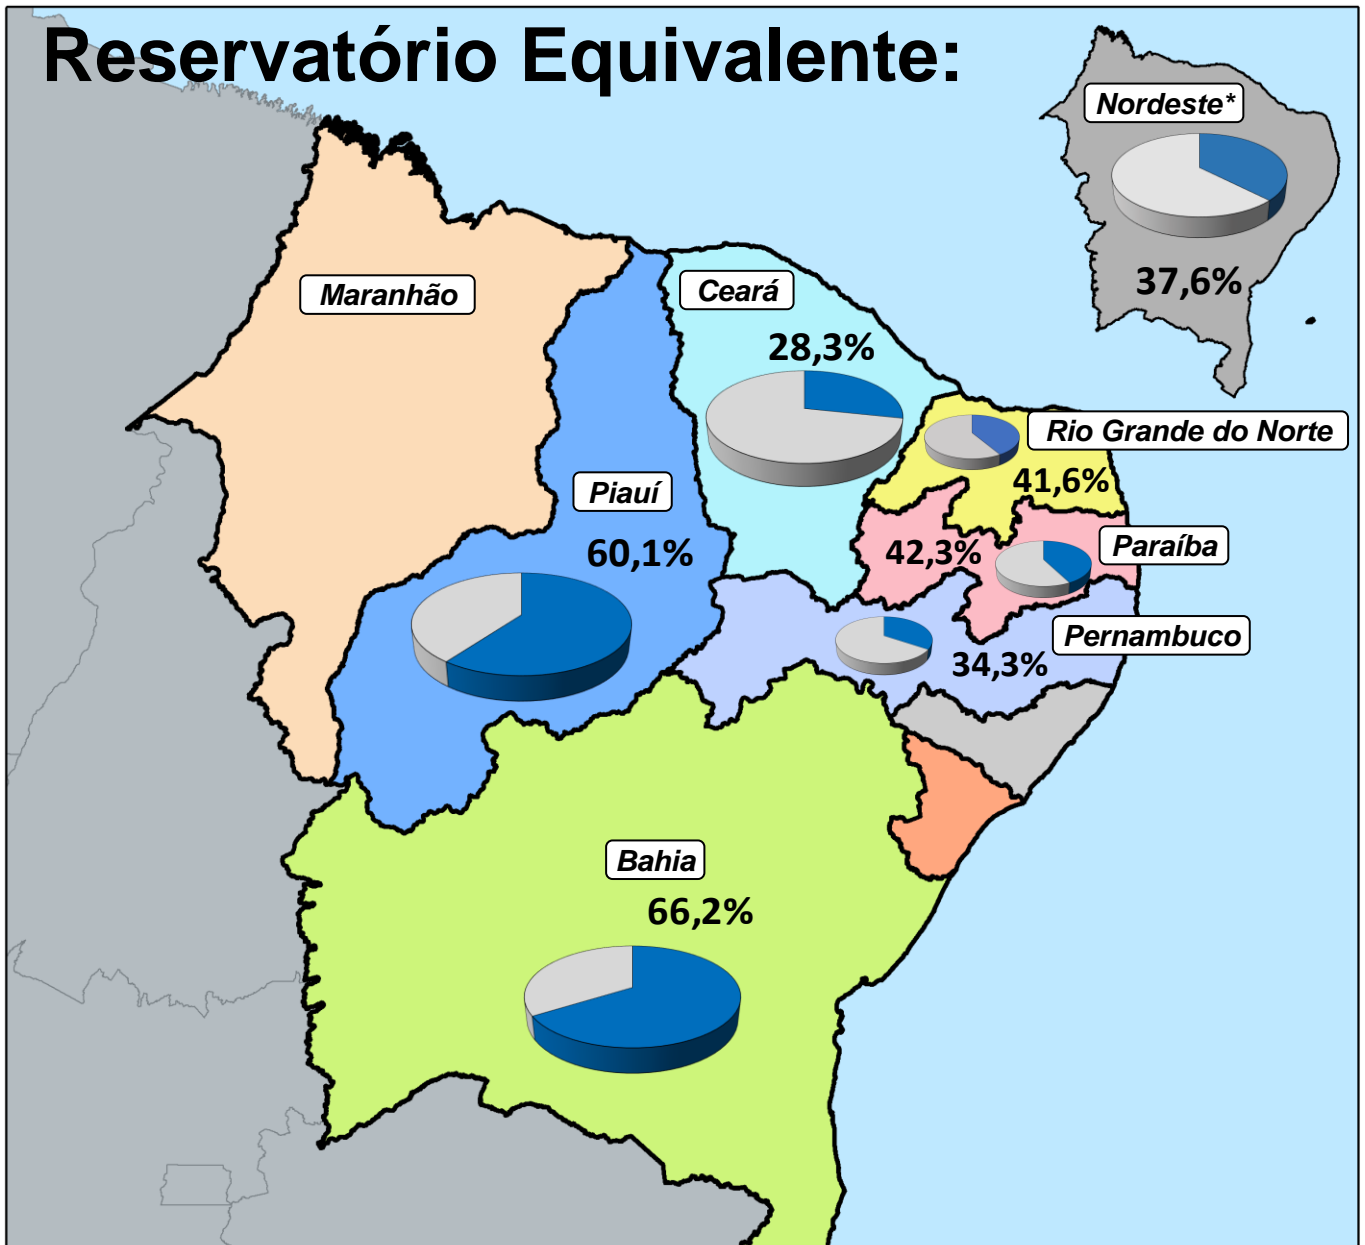 Reservatório Equivalente:
Nordeste*
37,6%
Maranhão
Ceará
28,3%
Rio Grande do Norte
41,6%
Piauí
60,1%
42,3%
Paraíba
Pernambuco
34,3%
Bahia
66,2%